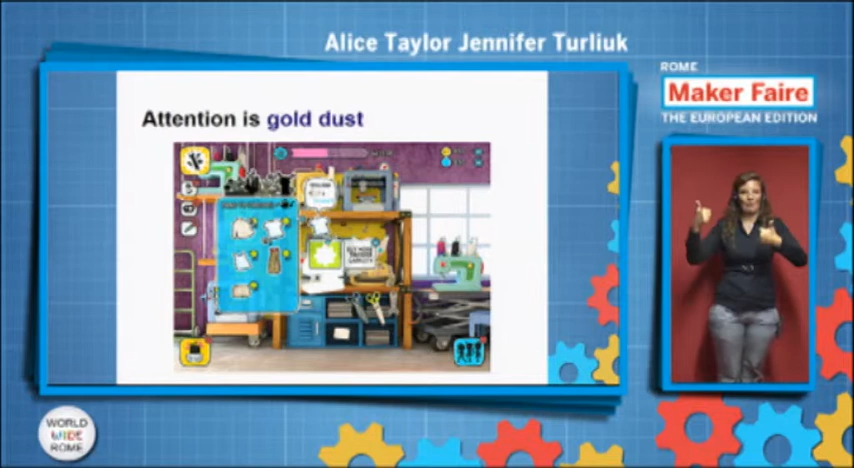 Alice Taylor Jennifer Turliuk
ROME
Maker Faire
THE EUROPEAN EDITION
Attention is gold dust
WORLD
WIDE
ROME